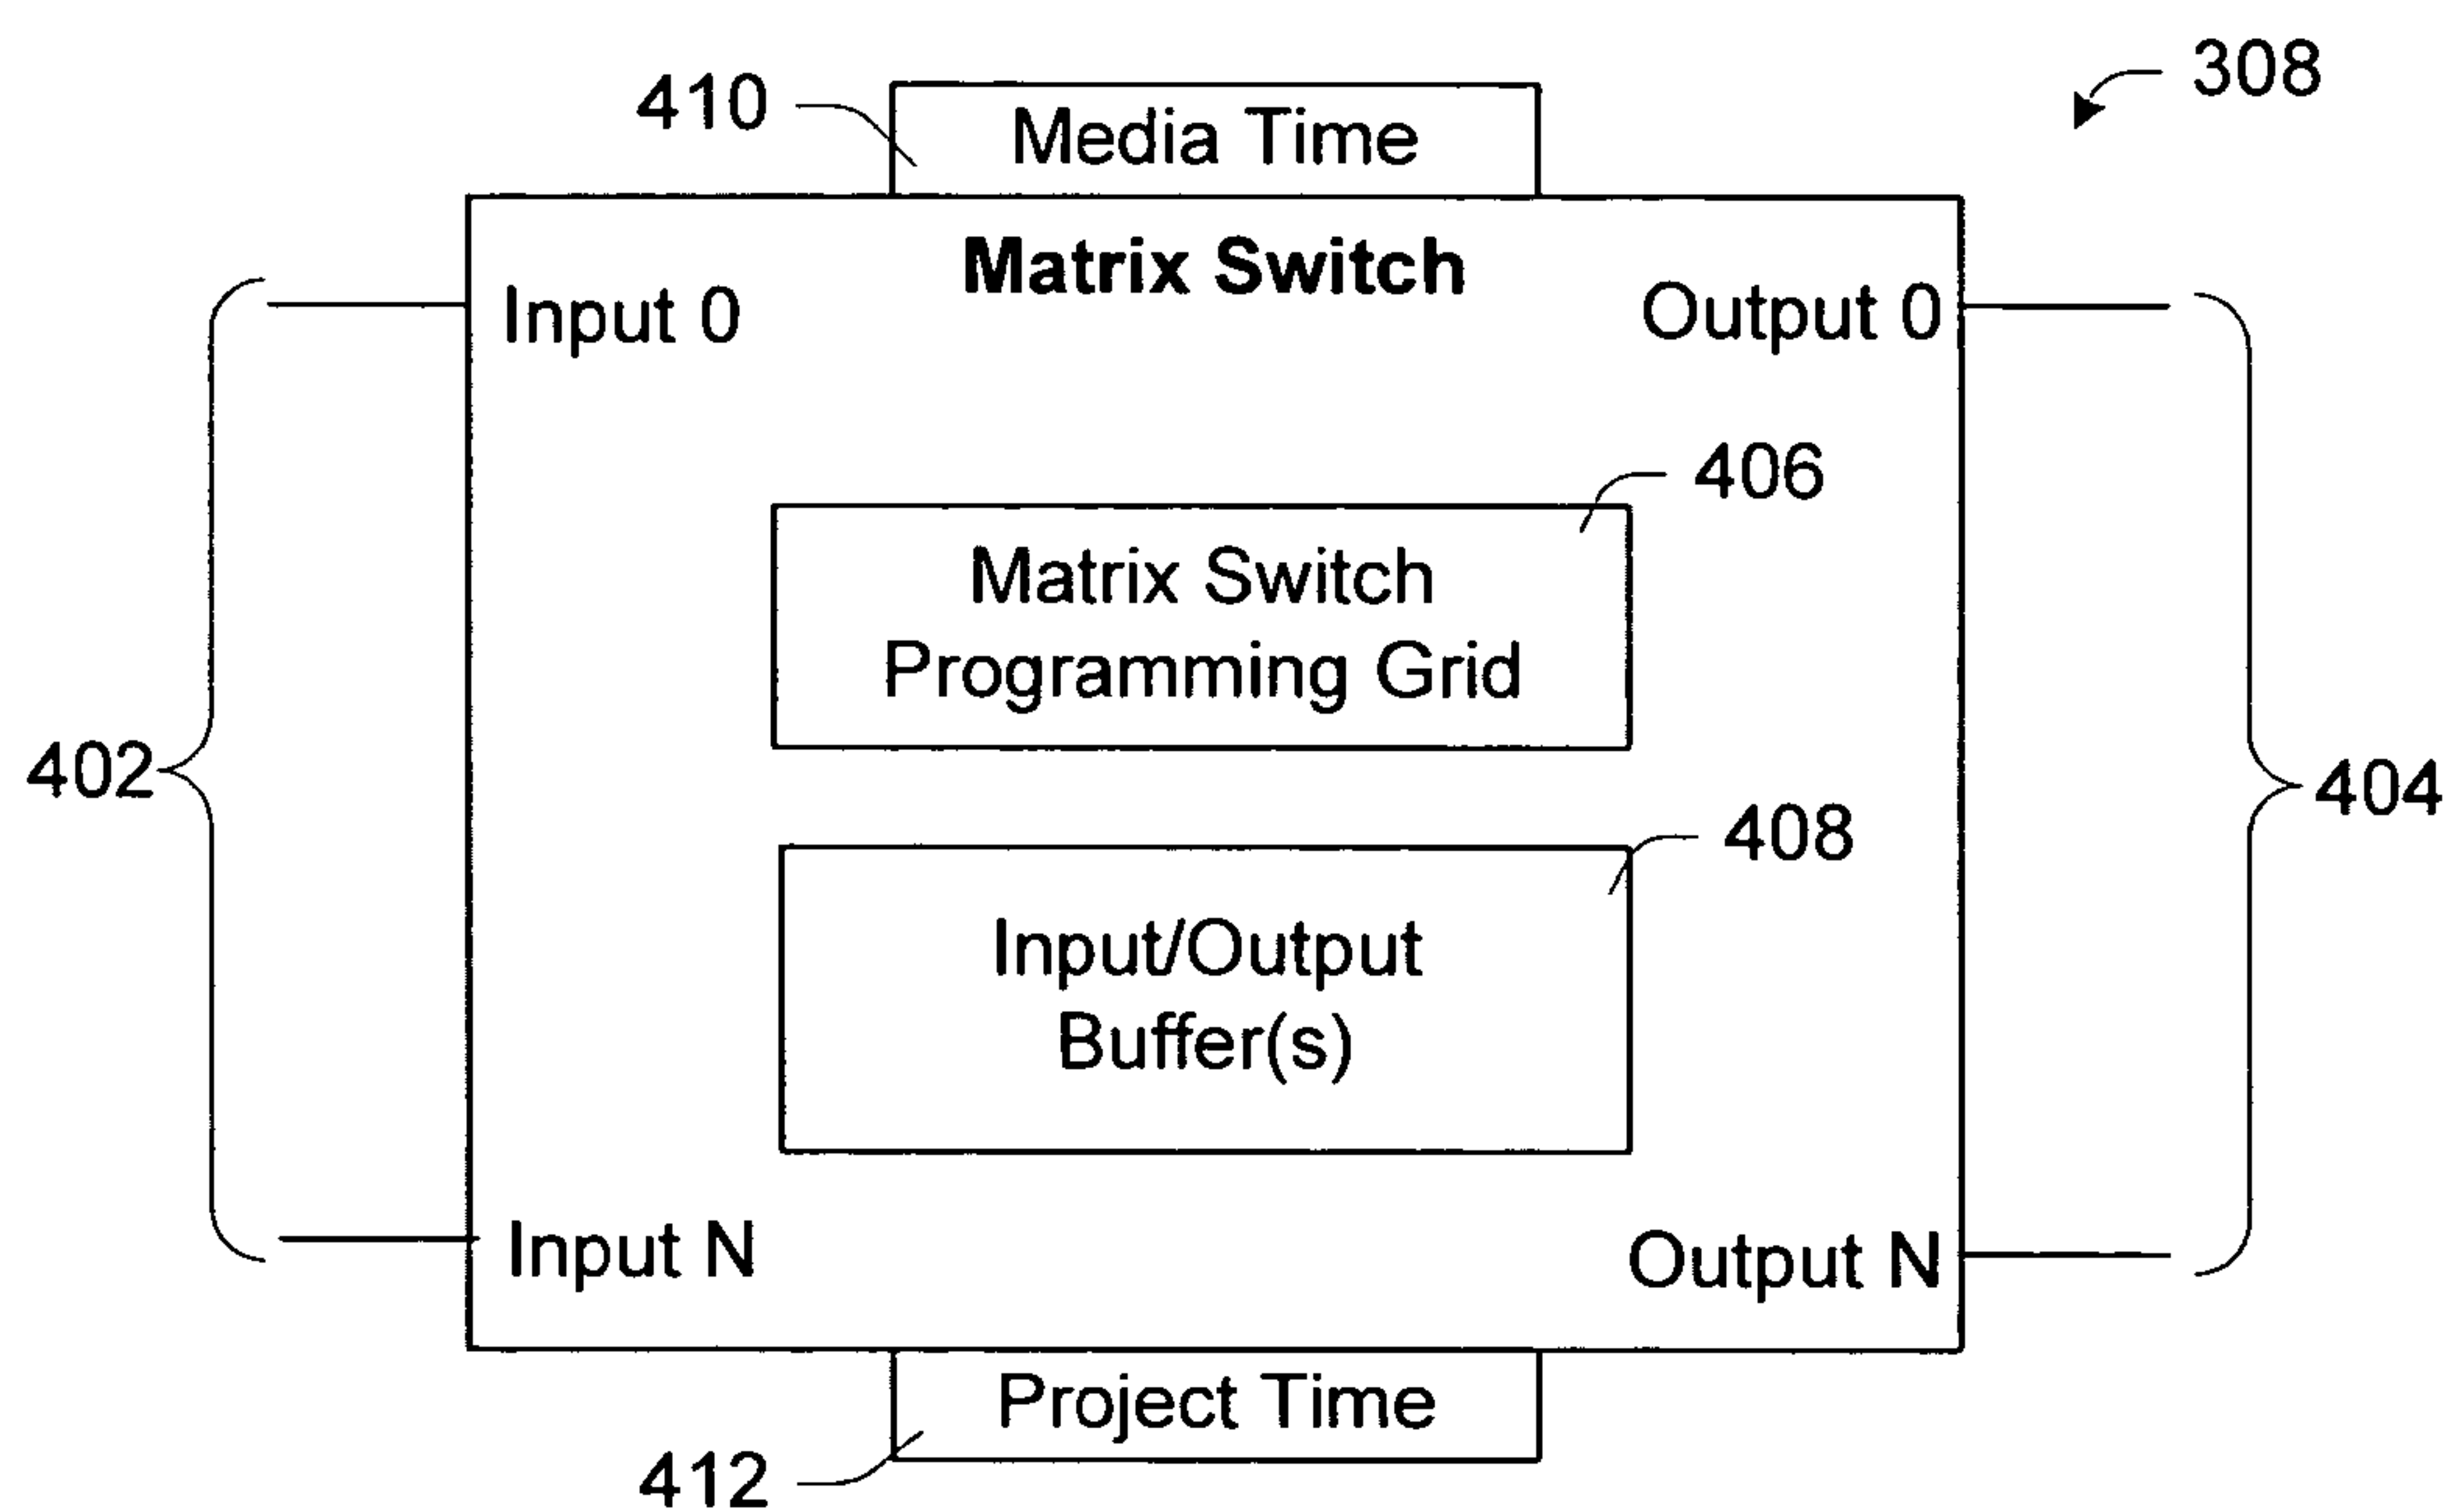 308
410
Media Time
Matrix Switch
Input 0
Output 0
406
Matrix Switch
Programming Grid
402
404
408
Input/Output
Buffer(s)
Input N
Output N
Project Time
412